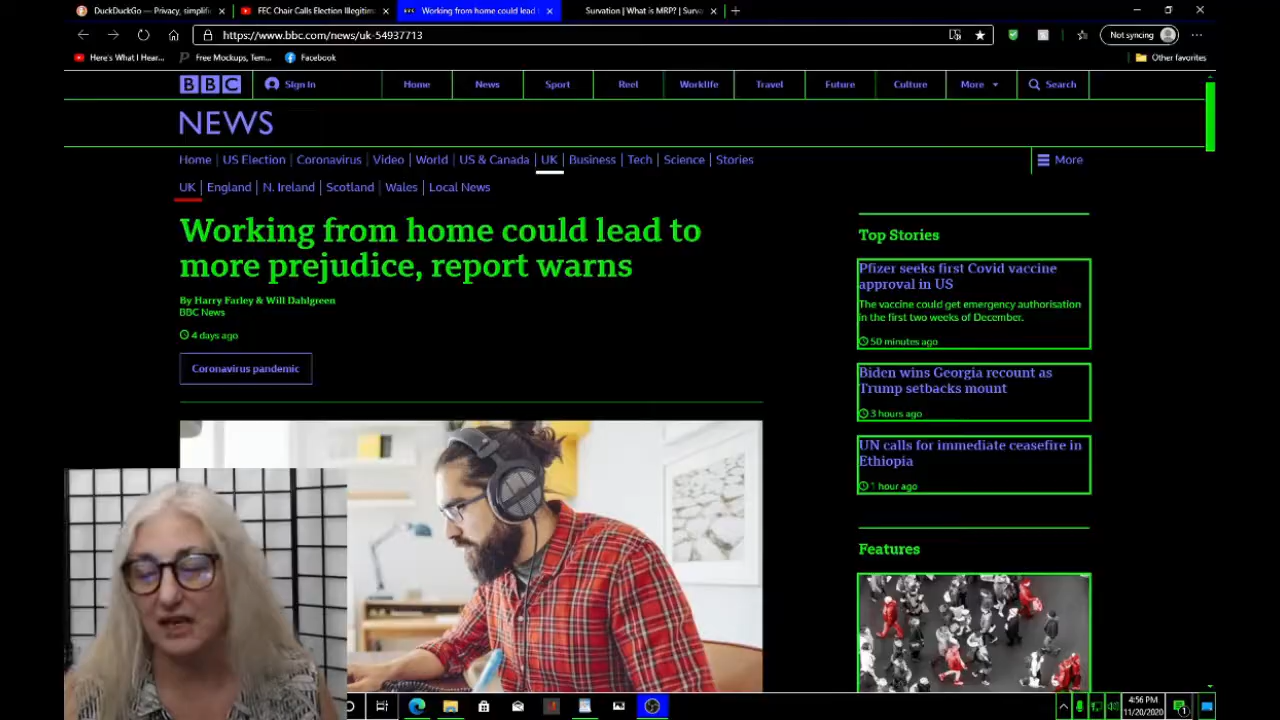 DuckDuckGo — Privacy, simplifi
FEC Chair Calls Election Illegitim
Working from home could lead
Survation | What is MRP? | Surva
https://www.bbc.com/news/uk-54937713
Not syncing
Here's What I Hear...
Free Mockups, Tem...
Facebook
Other favorites
BBC
Sign in
Home
News
Sport
Reel
Worklife
Travel
Future
Culture
More
Search
NEWS
Home
US Election
Coronavirus
Video
World
US & Canada
UK
Business
Tech
Science
Stories
More
UK
England
N. Ireland
Scotland
Wales
Local News
Working from home could lead to
more prejudice, report warns
By Harry Farley & Will Dahlgreen
BBC News
4 days ago
Coronavirus pandemic
Top Stories
Pfizer seeks first Covid vaccine
approval in US
The vaccine could get emergency authorisation
in the first two weeks of December.
50 minutes ago
Biden wins Georgia recount as
Trump setbacks mount
3 hours ago
UN calls for immediate ceasefire in
Ethiopia
1 hour ago
Features
4:56 PM
11/20/2020
1